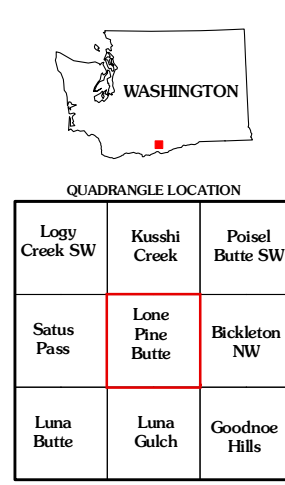 WASHINGTON
QUADRANGLE LOCATION
Logy
Creek SW
Kusshi
Creek
Poisel
Butte SW
Satus
Pass
Lone
Pine
Butte
Bickleton
NW
Luna
Butte
Luna
Gulch
Goodnoe
Hills